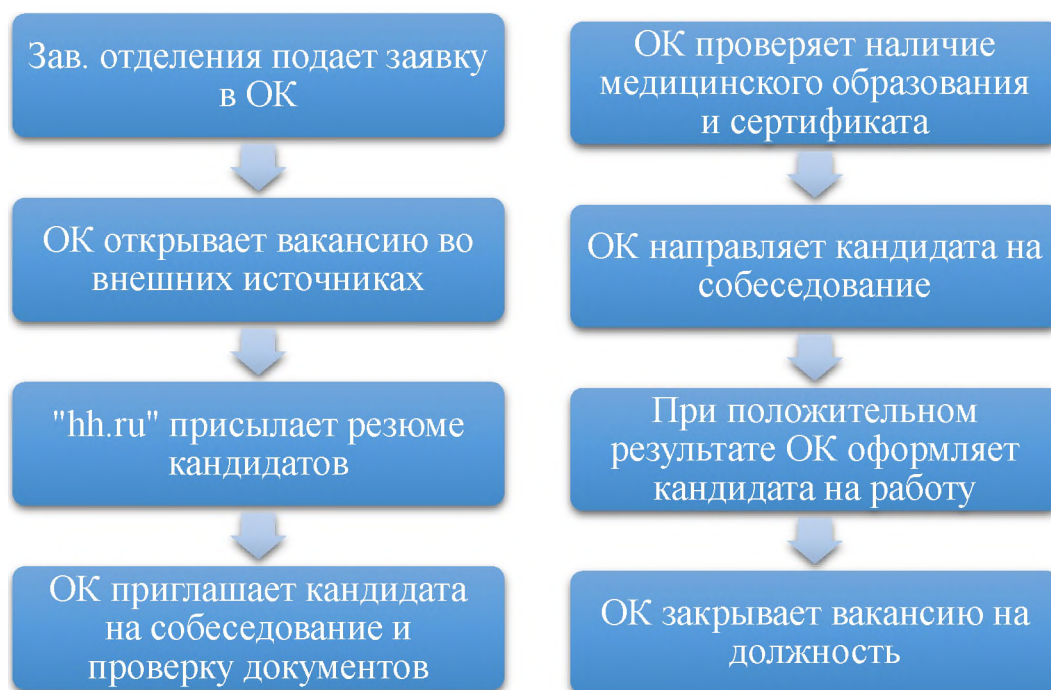 Зав. отделения подает заявку
в ОК
ОК открывает вакансию во
внешних источниках
"hh.ru" присылает резюме
кандидатов
ОК приглашает кандидата
на собеседование и
проверку документов
ОК проверяет наличие
медицинского образования
и сертификата
ОК направляет кандидата на
собеседование
При положительном
результате ОК оформляет
кандидата на работу
ОК закрывает вакансию на
должность